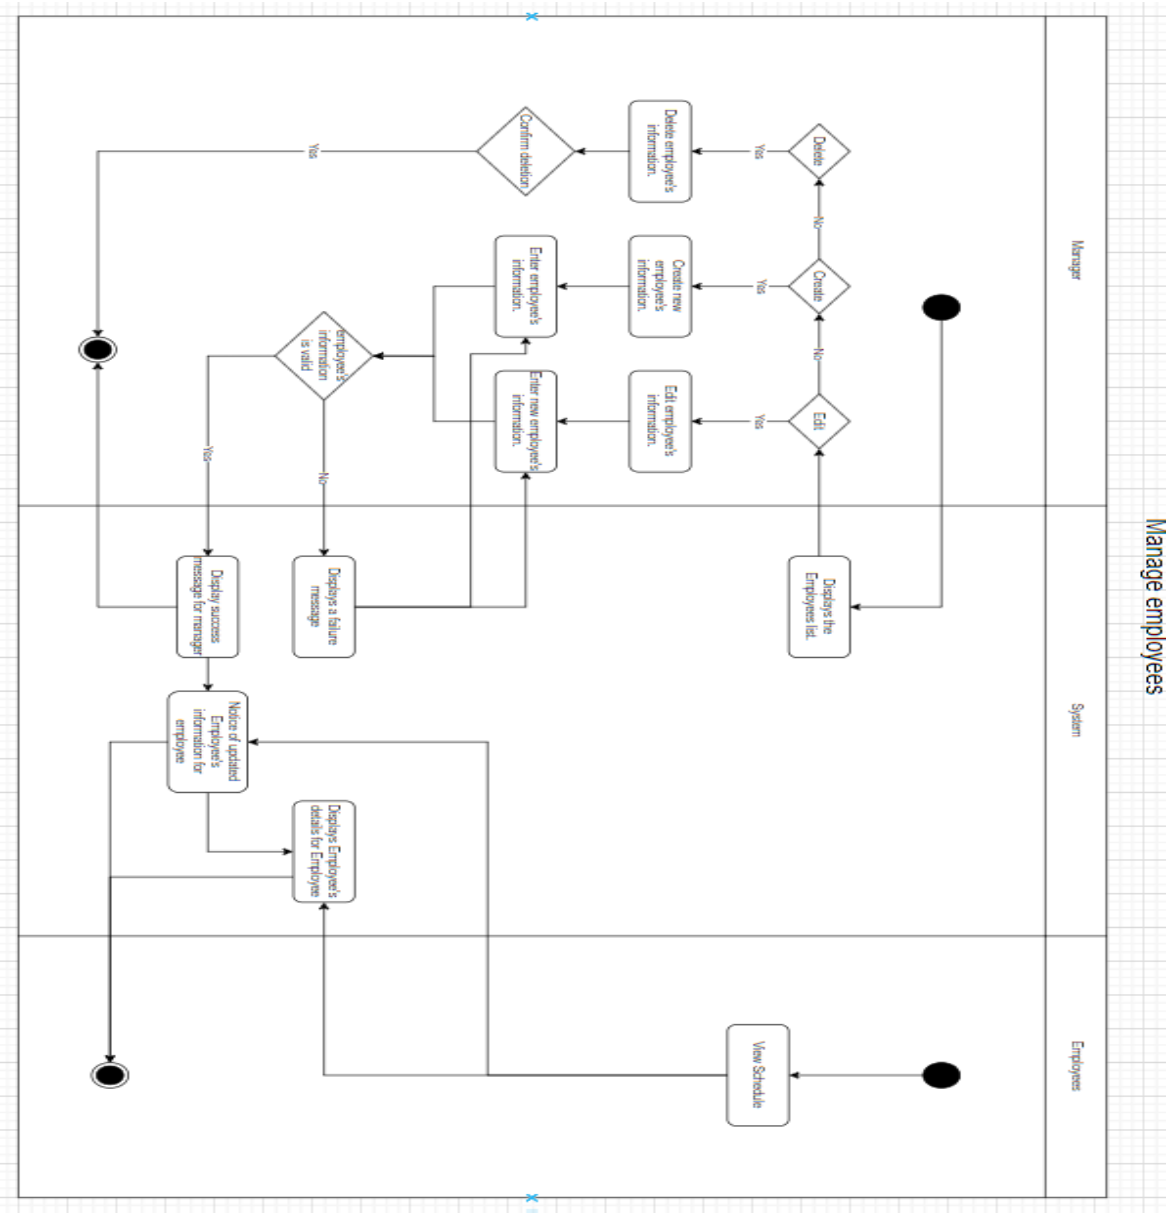 Manage employees
Manager
System
Employees
Delete
No
Create
No
Edit
Displays the
Employees list.
Yes
Yes
Yes
View Schedule
Delete employee's
information.
Create new
employee's
information.
Edit employee's
information.
Confirm deletion
Enter employee's
information.
Enter new employee's
information.
Yes
employee's
information
is valid
No
Displays a failure
message
Displays Employee's
details for Employee
Yes
Display success
message for manager
Notice of updated
Employee's
information for
employee